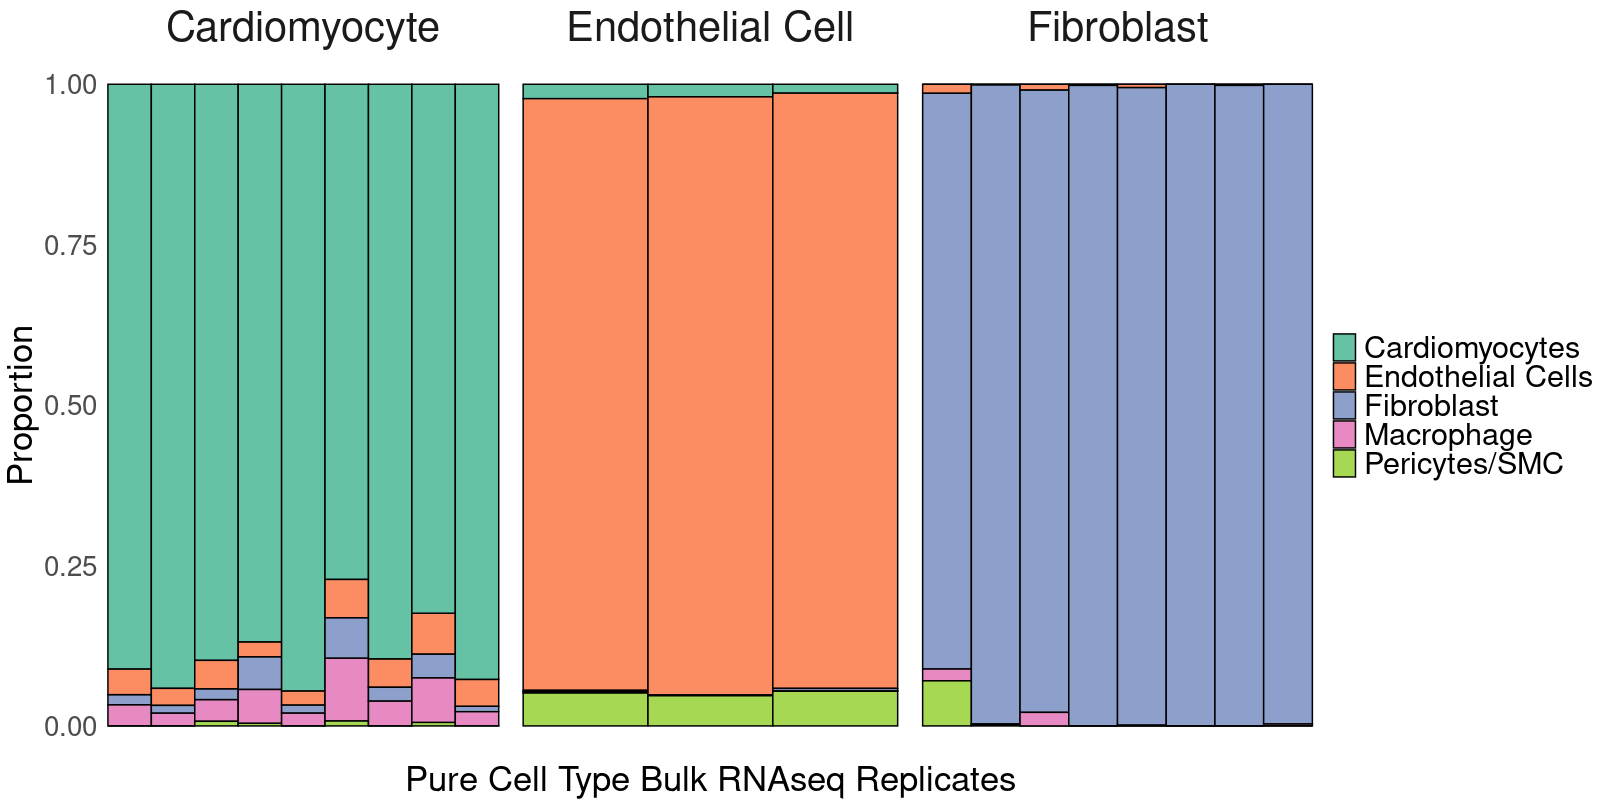 Cardiomyocyte
Endothelial Cell
Fibroblast
1.00
0.75
0.50
0.25
0.00
Proportion
Pure Cell Type Bulk RNAseq Replicates
Cardiomyocytes
Endothelial Cells
Fibroblast
Macrophage
Pericytes/SMC